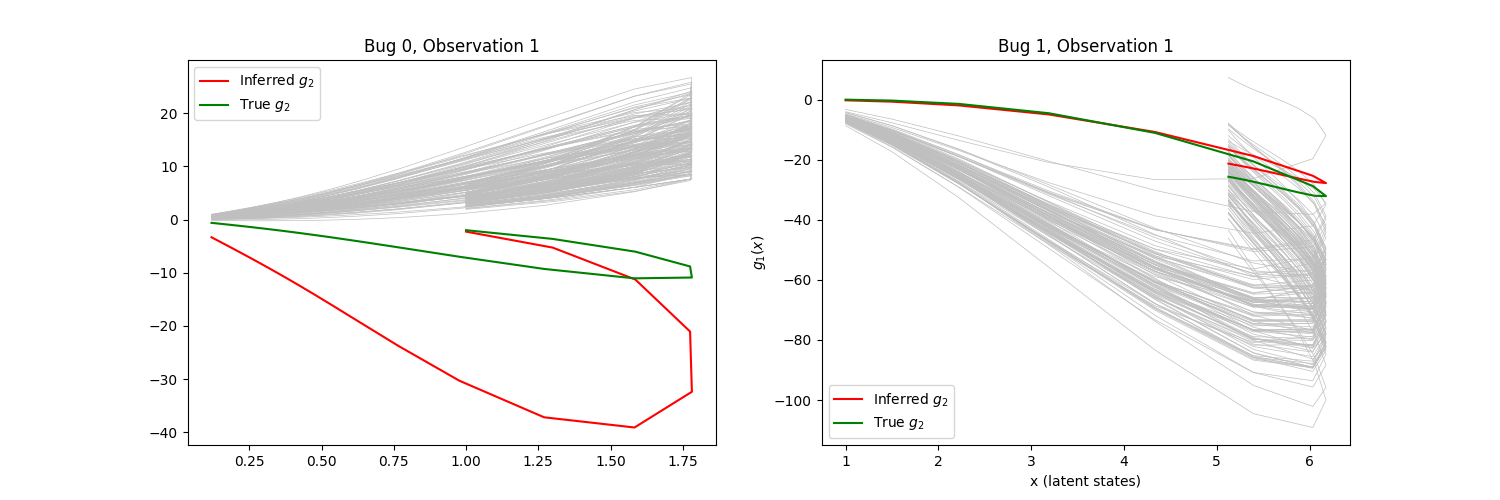 Bug 0, Observation 1
Inferred g₂
True g₂
20
10
0
−10
−20
−30
−40
0.25 0.50 0.75 1.00 1.25 1.50 1.75
Bug 1, Observation 1
g₁(x)
0
−20
−40
−60
−80
−100
Inferred g₂
True g₂
1 2 3 4 5 6
x (latent states)